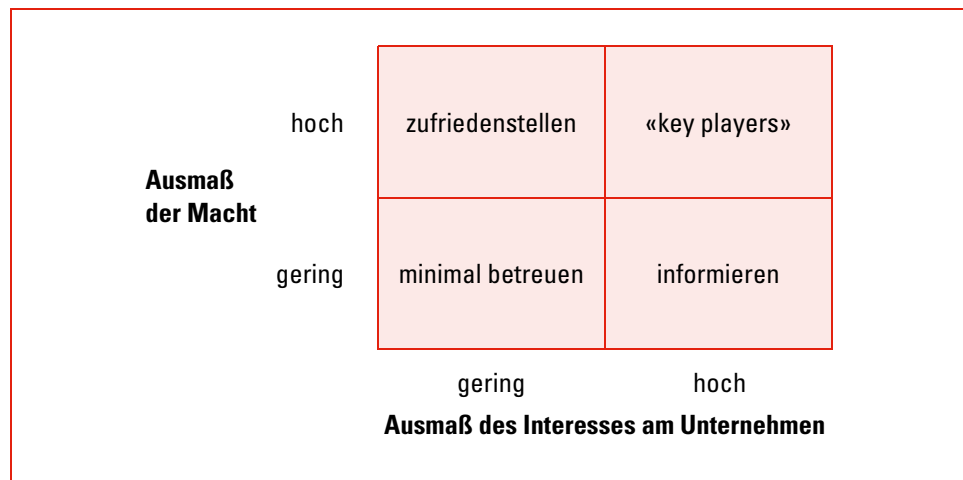 hoch zufriedenstellen «key players»
Ausmaß
der Macht
gering minimal betreuen informieren
gering hoch
Ausmaß des Interesses am Unternehmen